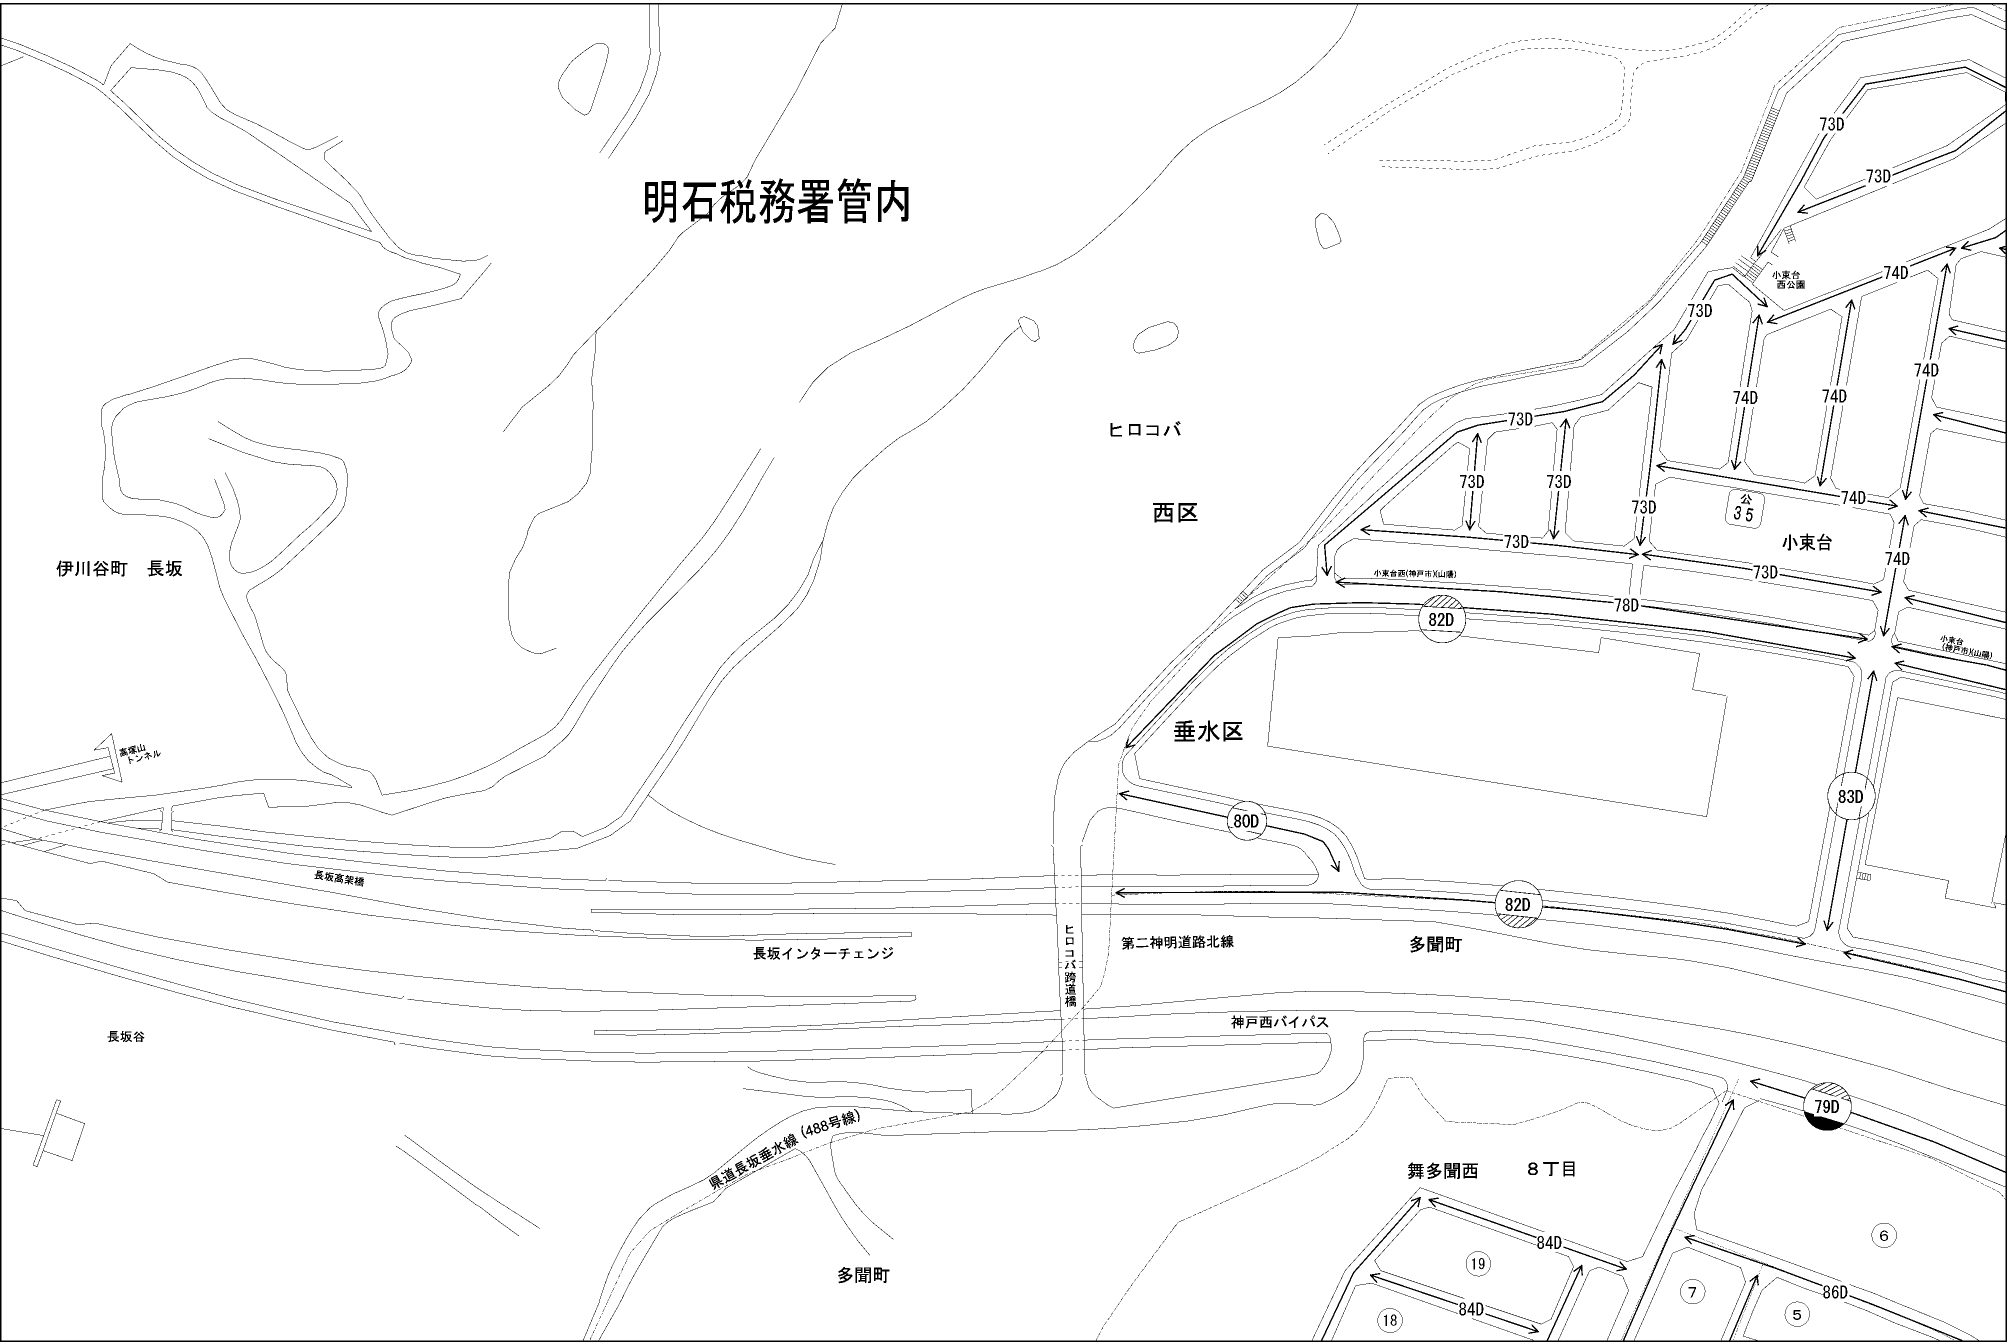 73D
明石税務署管内
73D
74D
小東台
西公園
73D
74D
74D
74D
73D
ヒロコバ
73D
73D
74D
公
35
73D
西区
73D
小東台
74D
伊川谷町 長坂
73D
小東台西(神戸市)(山陽)
78D
82D
小東台
(神戸市)(山陽)
垂水区
高塚山
トンネル
83D
80D
長坂高架橋
82D
ヒロコバ跨道橋
第二神明道路北線
多聞町
長坂インターチェンジ
神戸西バイパス
長坂谷
79D
県道長坂垂水線(488号線)
舞多聞西 8丁目
6
84D
19
多聞町
7
86D
84D
5
18